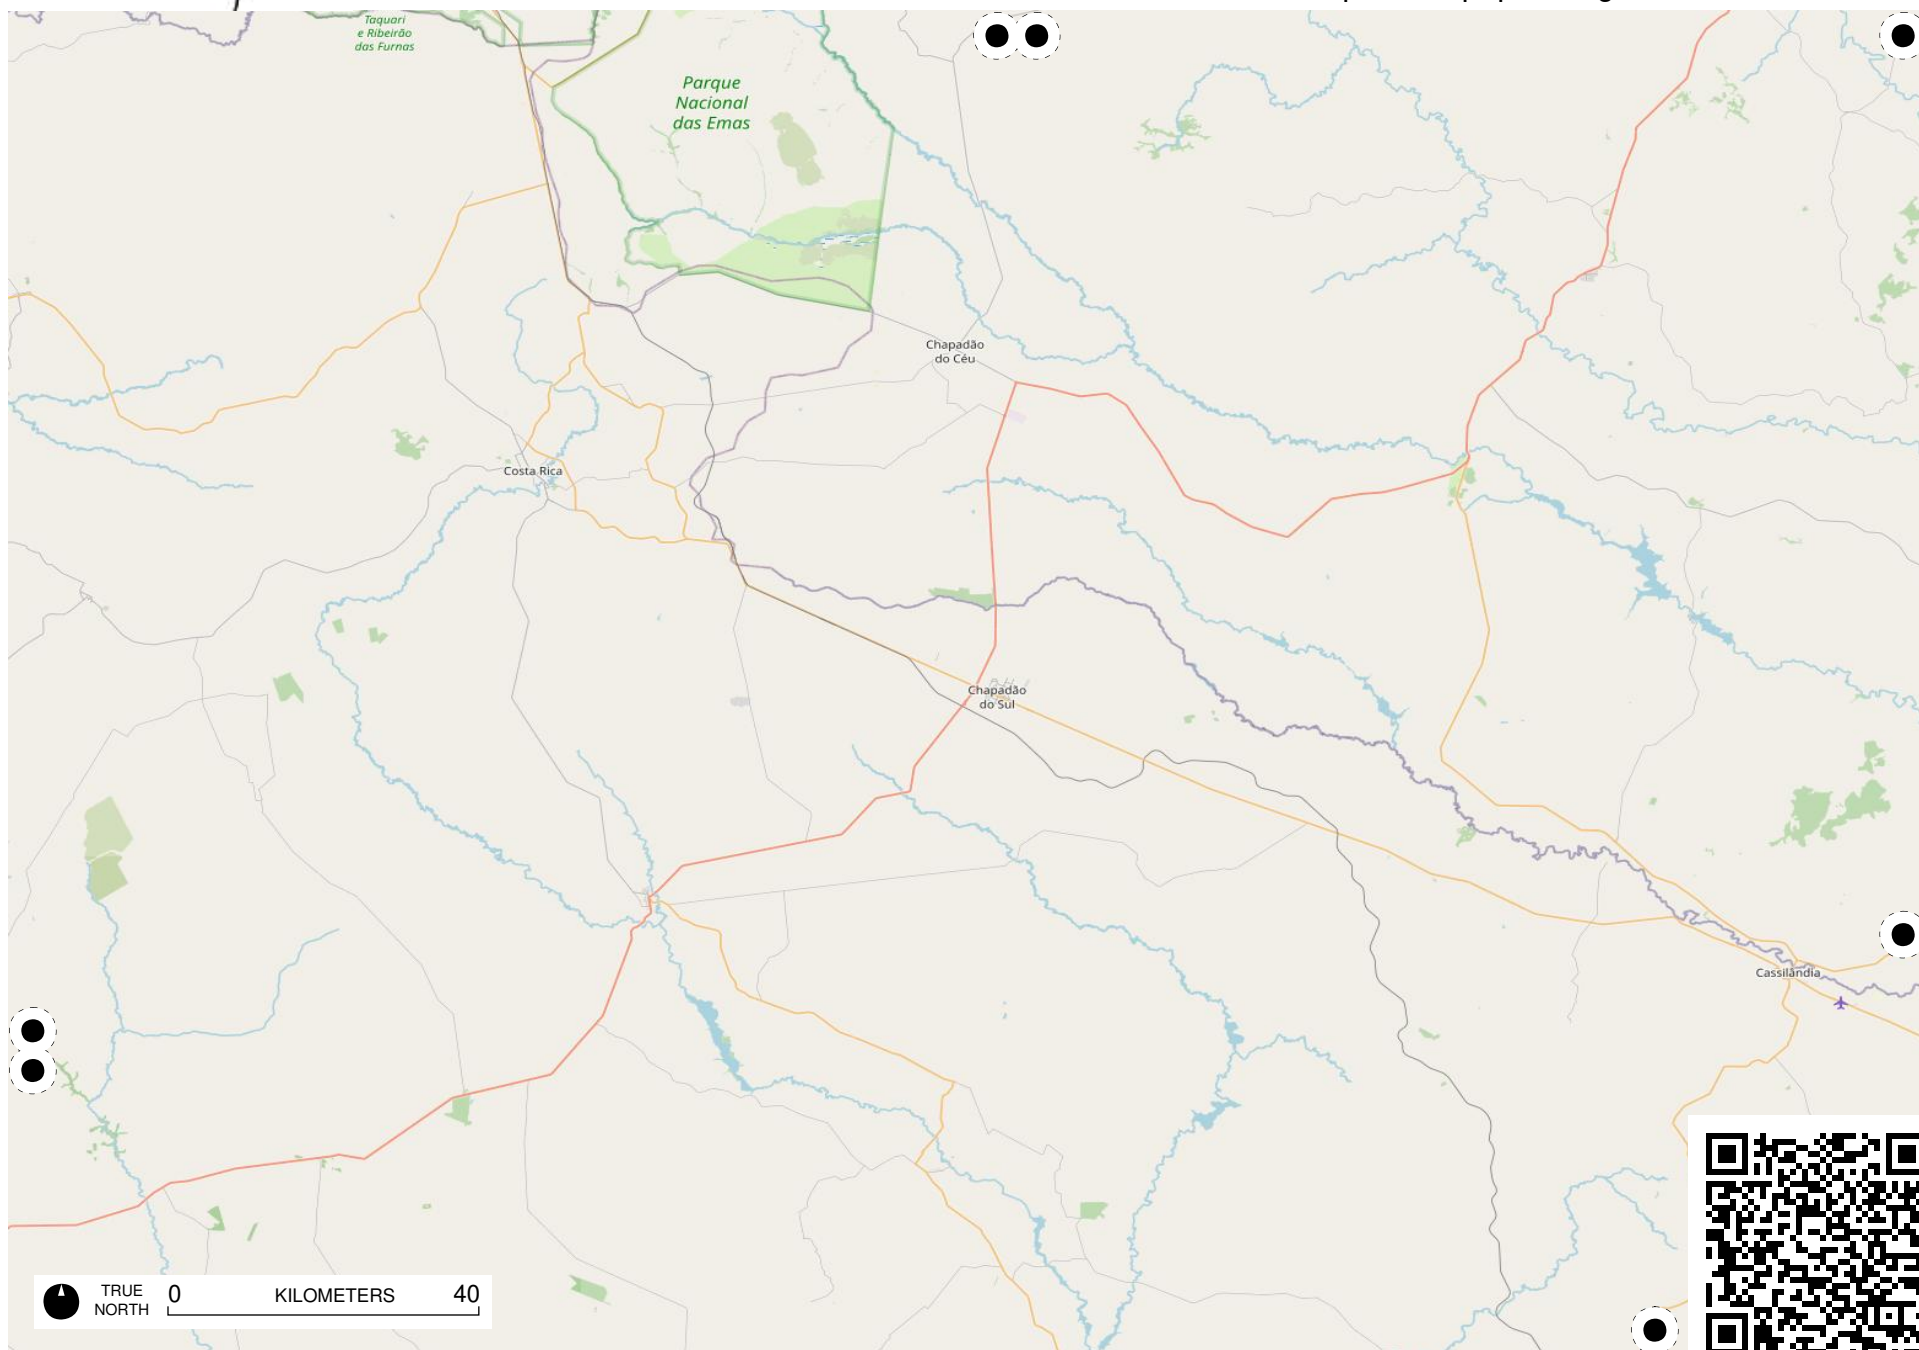 Taquari
e Ribeirão
das Furnas
Parque
Nacional
das Emas
Chapadão
do Céu
Costa Rica
Chapadão
do Sul
Cassilândia
TRUE
NORTH
0
KILOMETERS
40